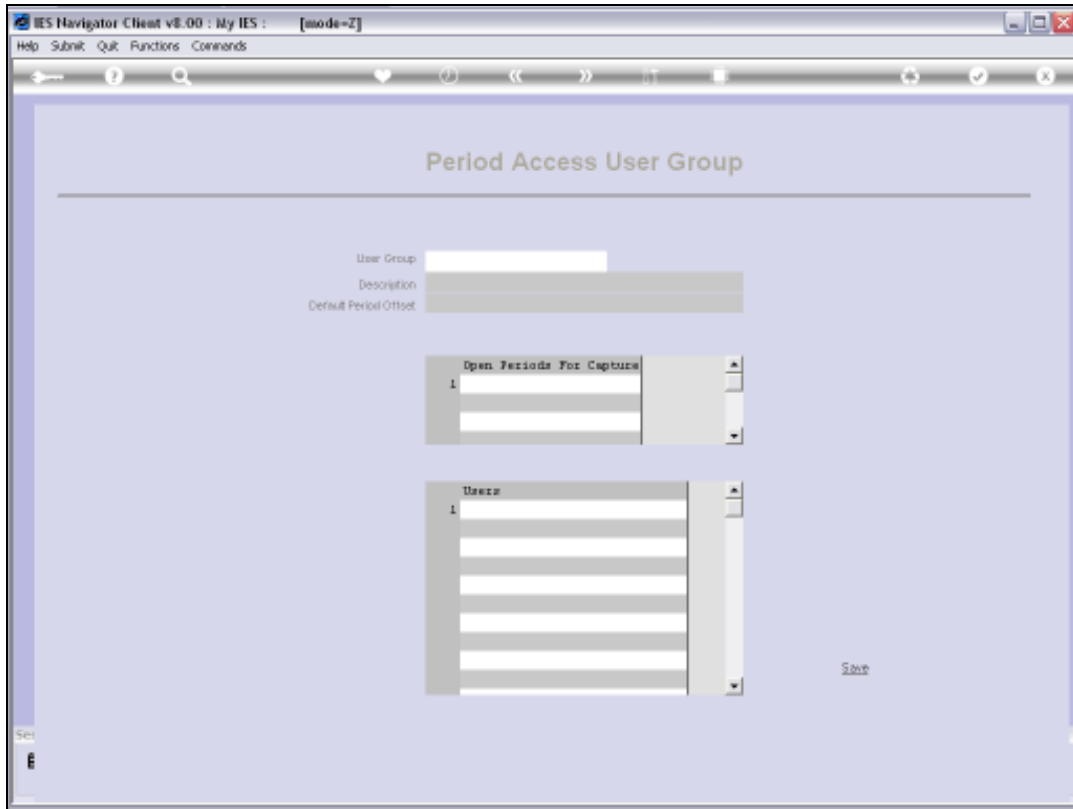 IES Navigator Client v8.00 : My IES : [mode=Z]
Help Submit Quit Functions Commands
Period Access User Group
User Group
Description
Default Period Offset
Open Periods For Capture
1
Users
1
Save